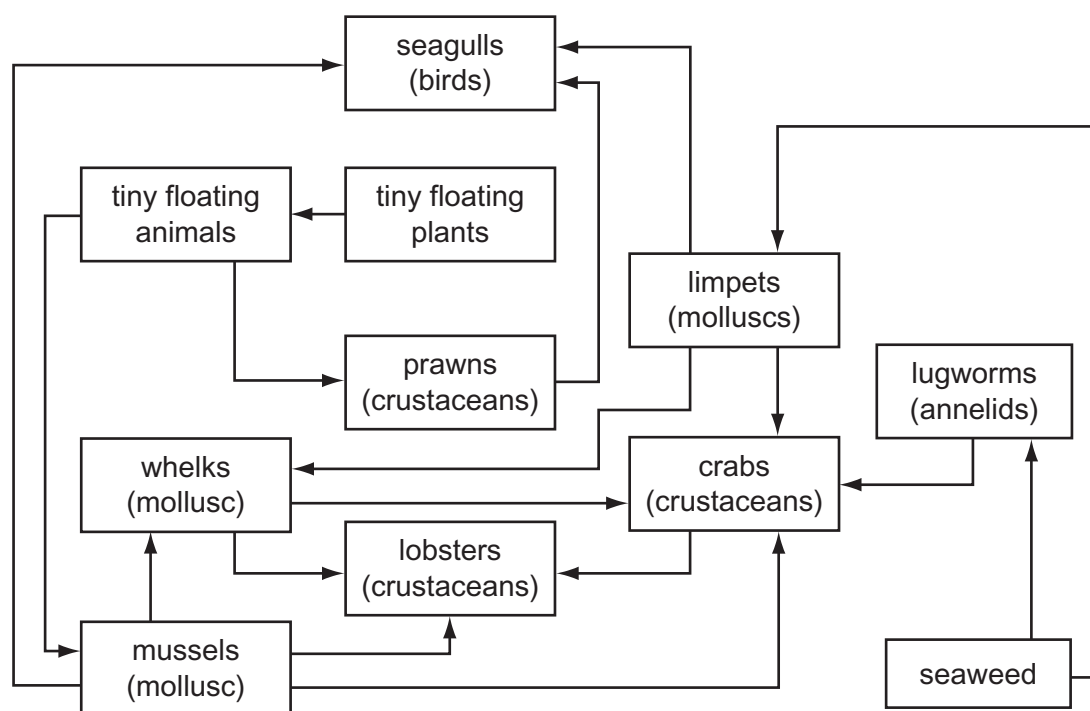 seagulls
(birds)
tiny floating
animals
tiny floating
plants
limpets
(molluscs)
prawns
(crustaceans)
lugworms
(annelids)
whelks
(mollusc)
crabs
(crustaceans)
lobsters
(crustaceans)
mussels
(mollusc)
seaweed